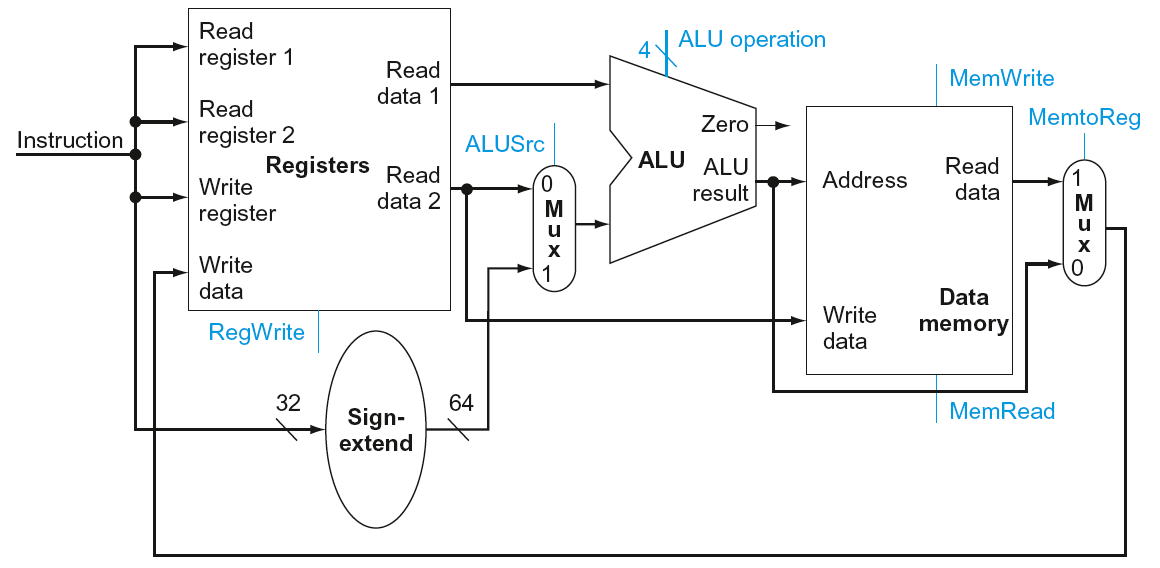 Instruction
Read
register 1
Read
register 2
Registers
Write
register
Write
data
Read
data 1
Read
data 2
RegWrite
32
Sign-
extend
64
ALUSrc
0
M
u
x
1
4
ALU operation
Zero
ALU
ALU
result
MemWrite
Address
Read
data
Write
data
Data
memory
MemRead
MemtoReg
1
M
u
x
0